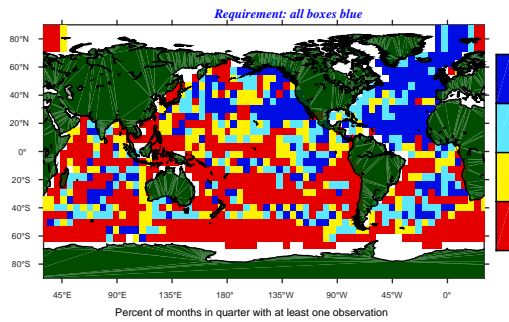 Requirement: all boxes blue
80°N
60°N
40°N
20°N
0°
20°S
40°S
60°S
80°S
45°E 90°E 135°E 180° 135°W 90°W 45°W 0°
Percent of months in quarter with at least one observation